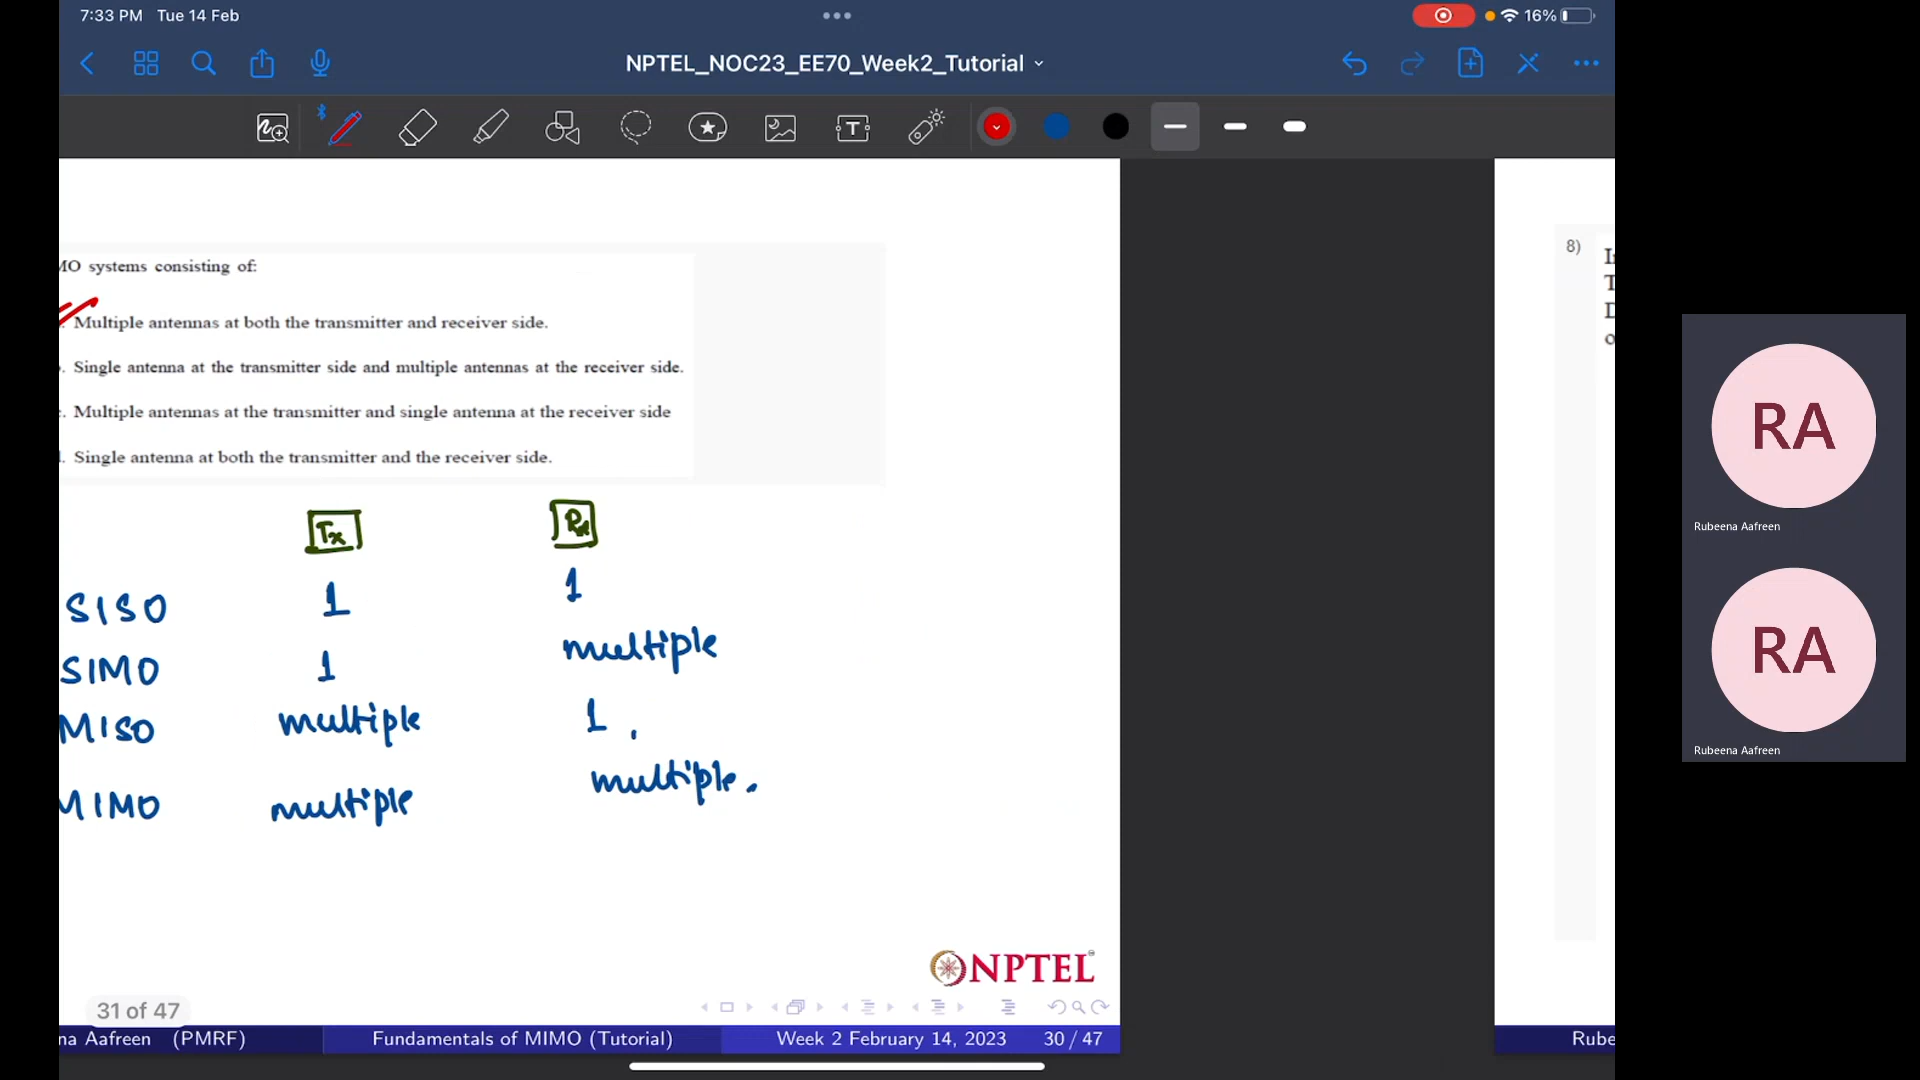 7:33 PM Tue 14 Feb
16%
NPTEL_NOC23_EE70_Week2_Tutorial
T
MO systems consisting of:
. Multiple antennas at both the transmitter and receiver side.
. Single antenna at the transmitter side and multiple antennas at the receiver side.
. Multiple antennas at the transmitter and single antenna at the receiver side
. Single antenna at both the transmitter and the receiver side.
Tx Rx
SISO 1 1
SIMO 1 multiple
MISO multiple 1.
MIMO multiple multiple.
NPTEL
31 of 47
na Aafreen (PMRF) Fundamentals of MIMO (Tutorial) Week 2 February 14, 2023 30 / 47
8)
T
Rube
RA
Rubeena Aafreen
RA
Rubeena Aafreen